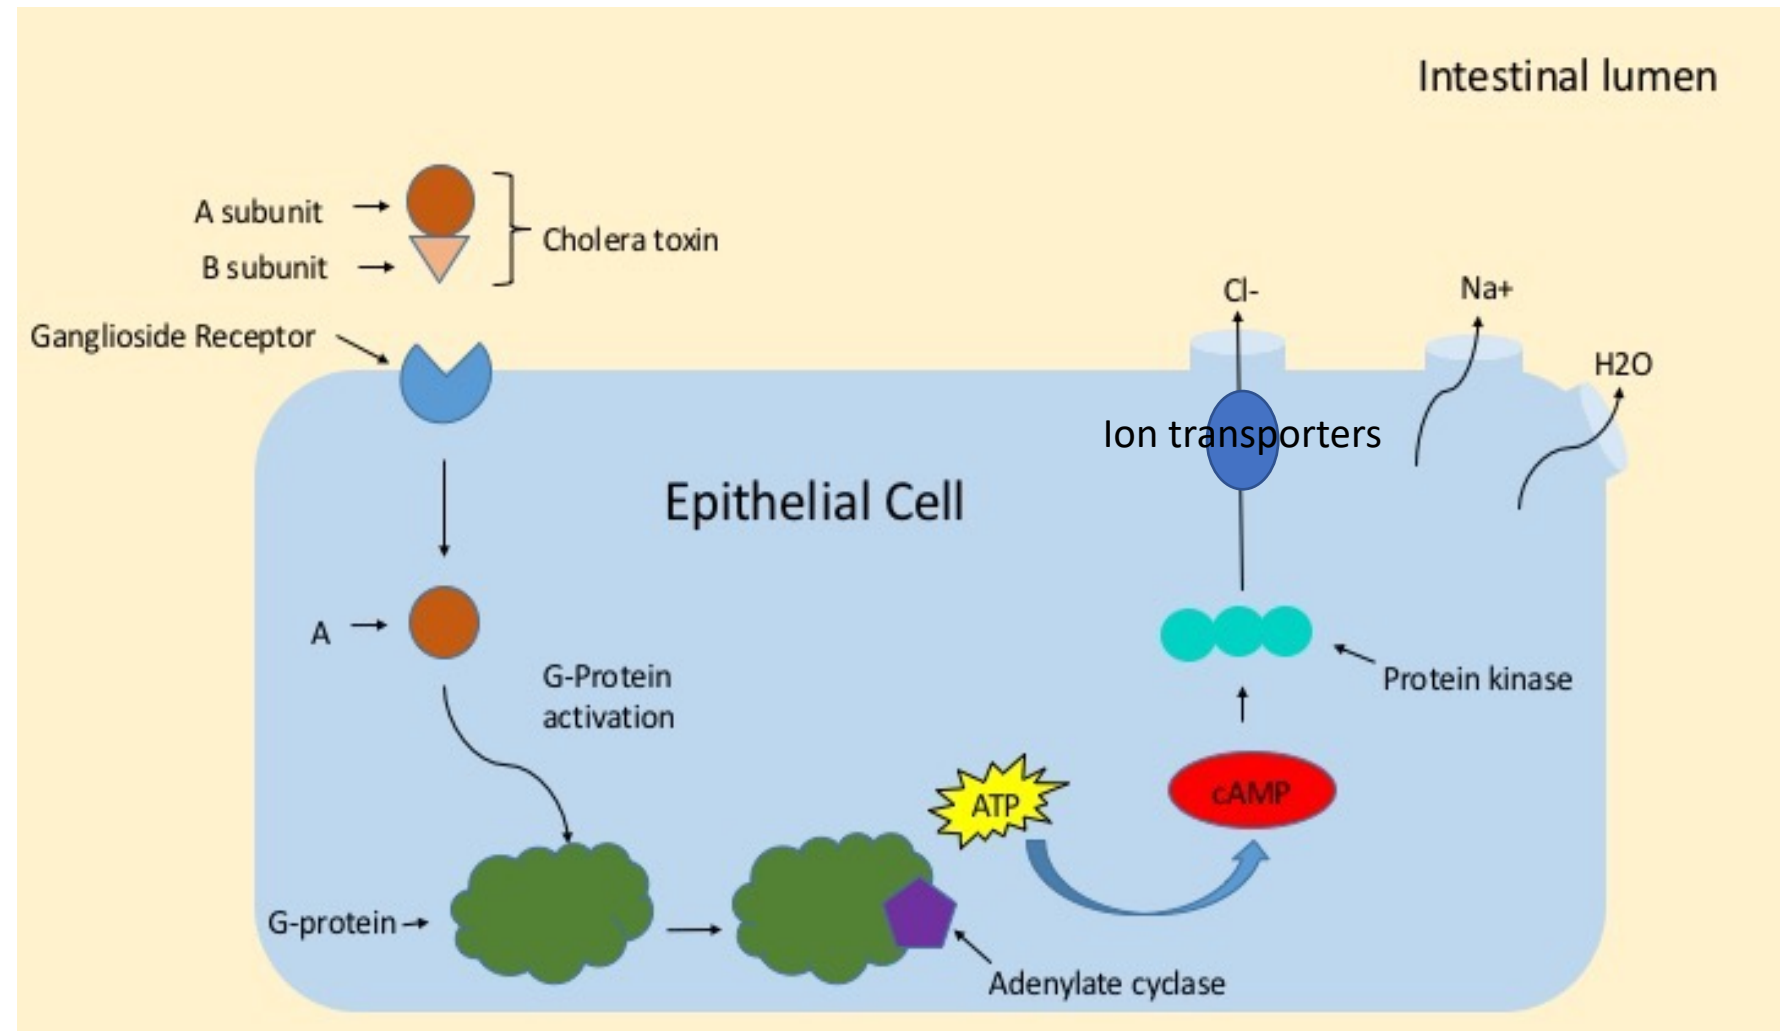 Intestinal lumen
A subunit
B subunit
Cholera toxin
Ganglioside Receptor
Cl-
Na+
H2O
Ion transporters
Epithelial Cell
A
G-Protein
activation
Protein kinase
ATP
cAMP
G-protein
Adenylate cyclase